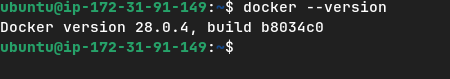 ubuntu@ip-172-31-91-149:~$ docker --version
Docker version 28.0.4, build b8034c0
ubuntu@ip-172-31-91-149:~$